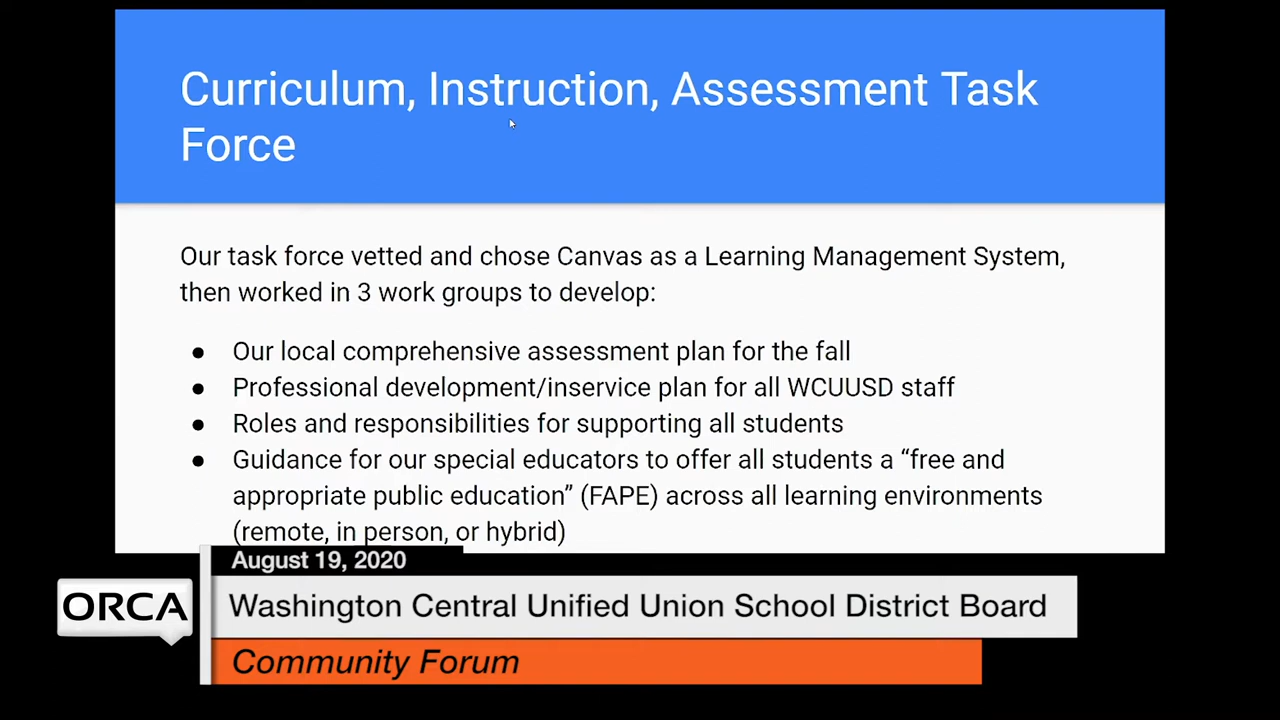 Curriculum, Instruction, Assessment Task
Force
Our task force vetted and chose Canvas as a Learning Management System,
then worked in 3 work groups to develop:
● Our local comprehensive assessment plan for the fall
● Professional development/inservice plan for all WCUUSD staff
● Roles and responsibilities for supporting all students
● Guidance for our special educators to offer all students a “free and
appropriate public education” (FAPE) across all learning environments
(remote, in person, or hybrid)
August 19, 2020
ORCA
Washington Central Unified Union School District Board
Community Forum